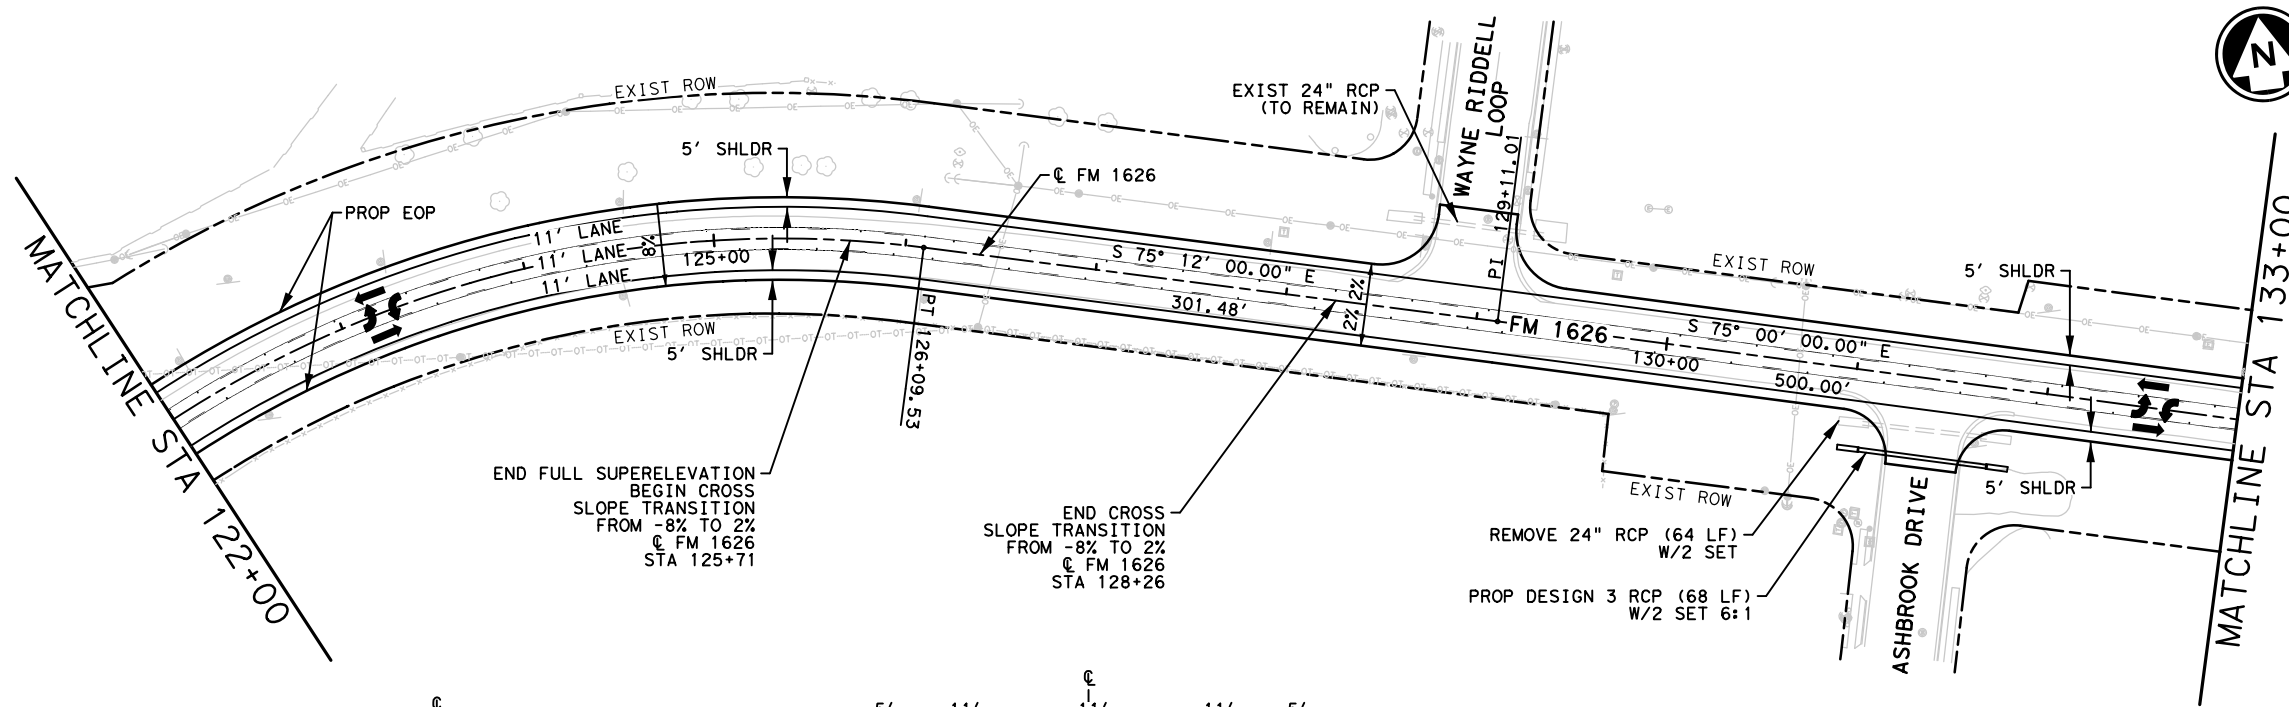 N
EXIST ROW
EXIST 24" RCP
(TO REMAIN)
WAYNE RIDDELL
LOOP
5' SHLDR
℄ FM 1626
PROP EOP
11' LANE
11' LANE
11' LANE
8%
125+00
S 75° 12' 00.00" E
301.48'
2%
2%
PI 129+11.01
EXIST ROW
5' SHLDR
FM 1626
S 75° 00' 00.00" E
130+00
500.00'
EXIST ROW
5' SHLDR
PT 126+09.53
MATCHLINE STA 122+00
MATCHLINE STA 133+00
END FULL SUPERELEVATION
BEGIN CROSS
SLOPE TRANSITION
FROM -8% TO 2%
℄ FM 1626
STA 125+71
END CROSS
SLOPE TRANSITION
FROM -8% TO 2%
℄ FM 1626
STA 128+26
EXIST ROW
5' SHLDR
REMOVE 24" RCP (64 LF)
W/2 SET
PROP DESIGN 3 RCP (68 LF)
W/2 SET 6:1
ASHBROOK DRIVE
℄
℄
5' 11' 11' 11' 5'